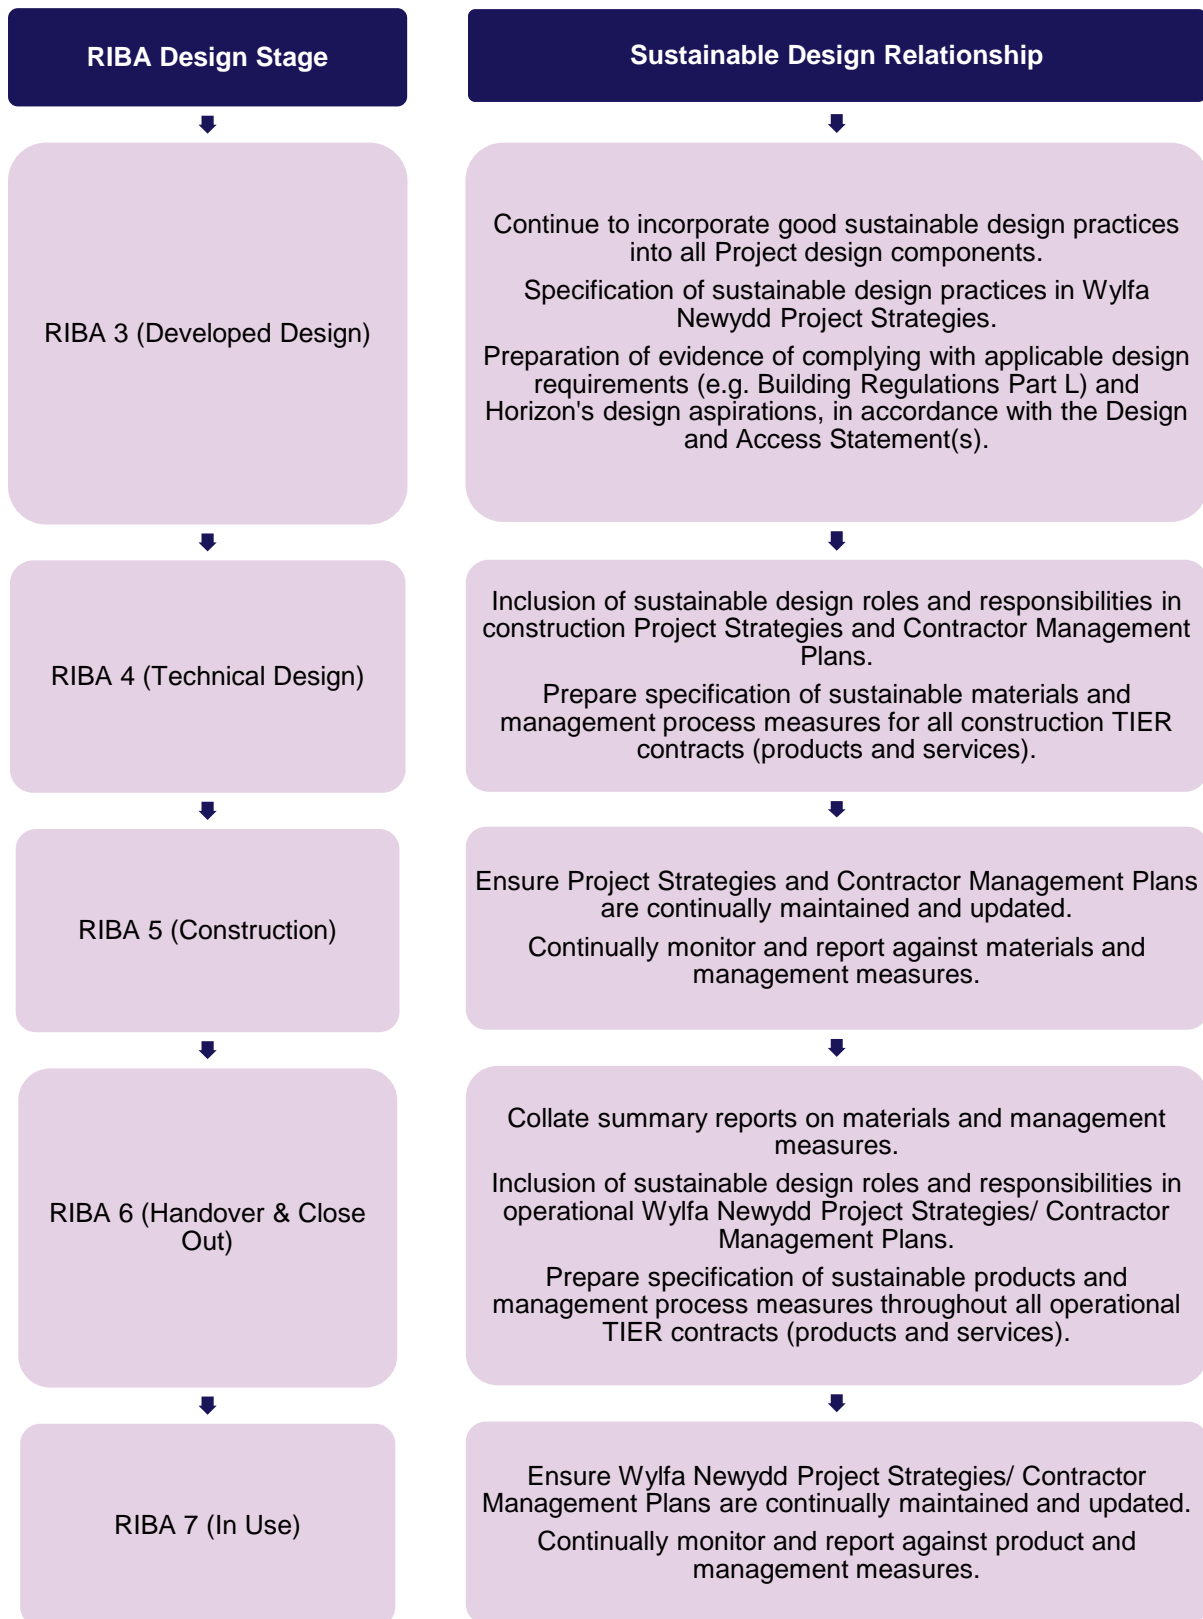 RIBA Design Stage
Sustainable Design Relationship
RIBA 3 (Developed Design)
Continue to incorporate good sustainable design practices
into all Project design components.
Specification of sustainable design practices in Wylfa
Newydd Project Strategies.
Preparation of evidence of complying with applicable design
requirements (e.g. Building Regulations Part L) and
Horizon's design aspirations, in accordance with the Design
and Access Statement(s).
RIBA 4 (Technical Design)
Inclusion of sustainable design roles and responsibilities in
construction Project Strategies and Contractor Management
Plans.
Prepare specification of sustainable materials and
management process measures for all construction TIER
contracts (products and services).
RIBA 5 (Construction)
Ensure Project Strategies and Contractor Management Plans
are continually maintained and updated.
Continually monitor and report against materials and
management measures.
RIBA 6 (Handover & Close
Out)
Collate summary reports on materials and management
measures.
Inclusion of sustainable design roles and responsibilities in
operational Wylfa Newydd Project Strategies/ Contractor
Management Plans.
Prepare specification of sustainable products and
management process measures throughout all operational
TIER contracts (products and services).
RIBA 7 (In Use)
Ensure Wylfa Newydd Project Strategies/ Contractor
Management Plans are continually maintained and updated.
Continually monitor and report against product and
management measures.